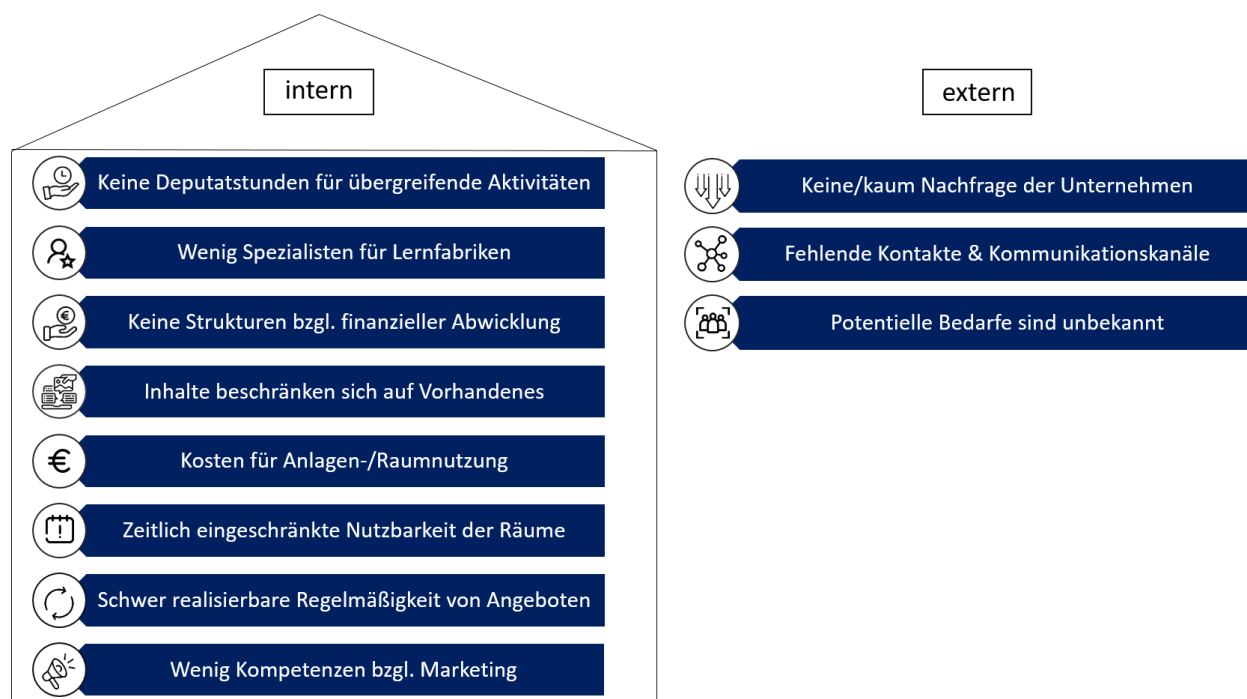 intern
Keine Deputatstunden für übergreifende Aktivitäten
Wenig Spezialisten für Lernfabriken
Keine Strukturen bzgl. finanzieller Abwicklung
Inhalte beschränken sich auf Vorhandenes
€ Kosten für Anlagen-/Raumnutzung
Zeitlich eingeschränkte Nutzbarkeit der Räume
Schwer realisierbare Regelmäßigkeit von Angeboten
Wenig Kompetenzen bzgl. Marketing
extern
Keine/kaum Nachfrage der Unternehmen
Fehlende Kontakte & Kommunikationskanäle
Potentielle Bedarfe sind unbekannt